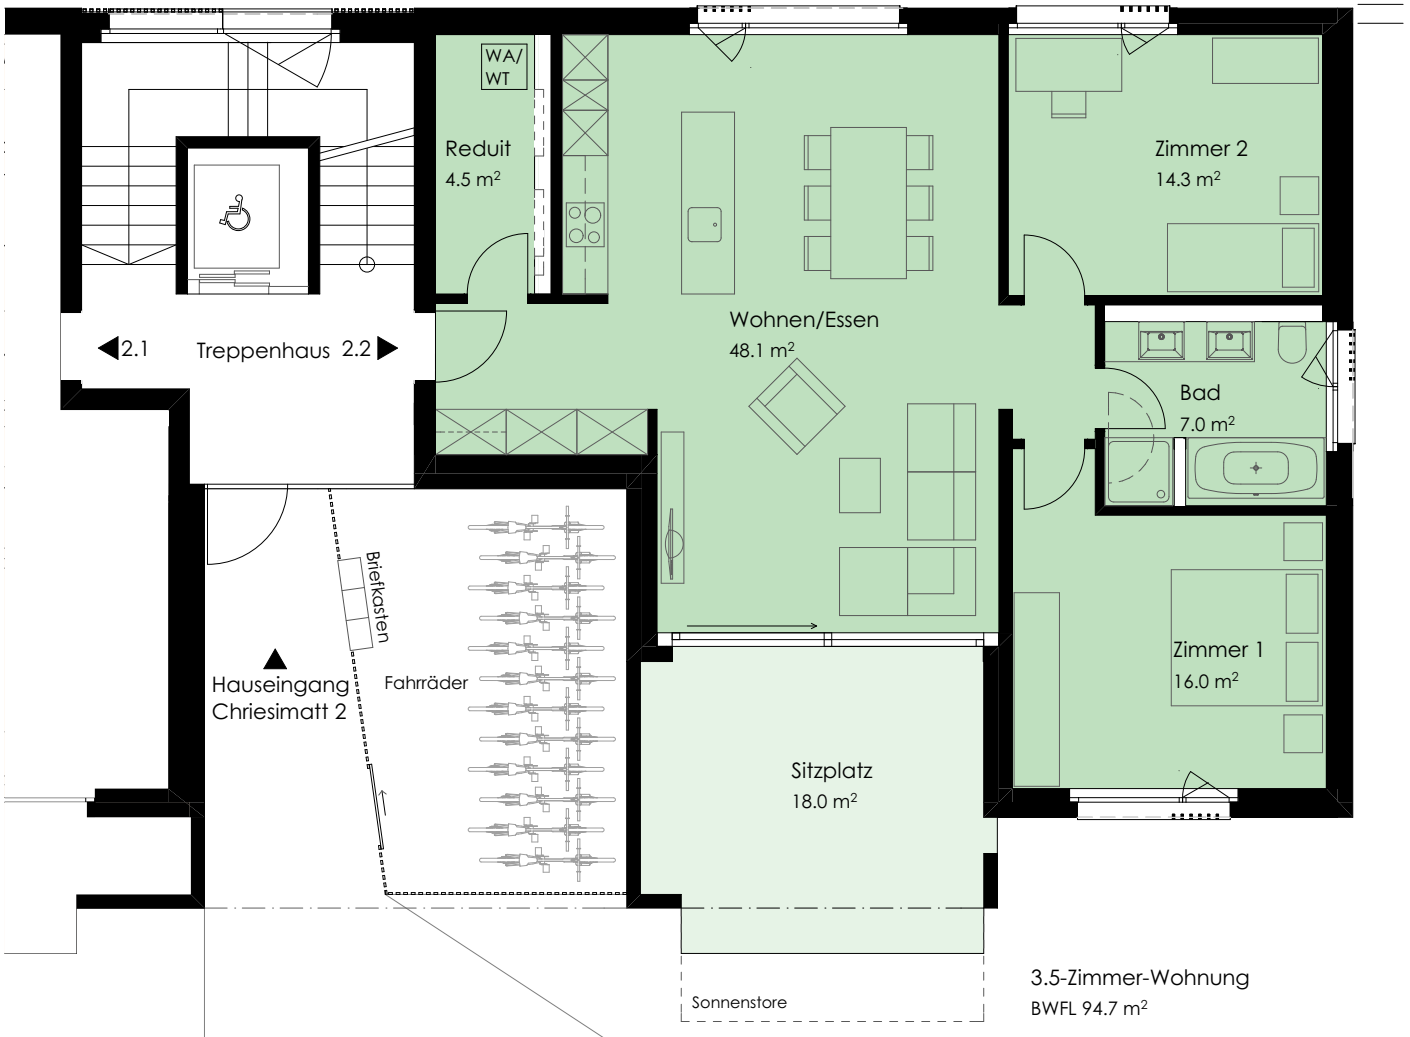 WA/
WT
Reduit
4.5 m²
Zimmer 2
14.3 m²
Wohnen/Essen
48.1 m²
2.1
Treppenhaus
2.2
Bad
7.0 m²
Briefkasten
Hauseingang
Chriesimatt 2
Fahrräder
Zimmer 1
16.0 m²
Sitzplatz
18.0 m²
Sonnenstore
3.5-Zimmer-Wohnung
BWFL 94.7 m²